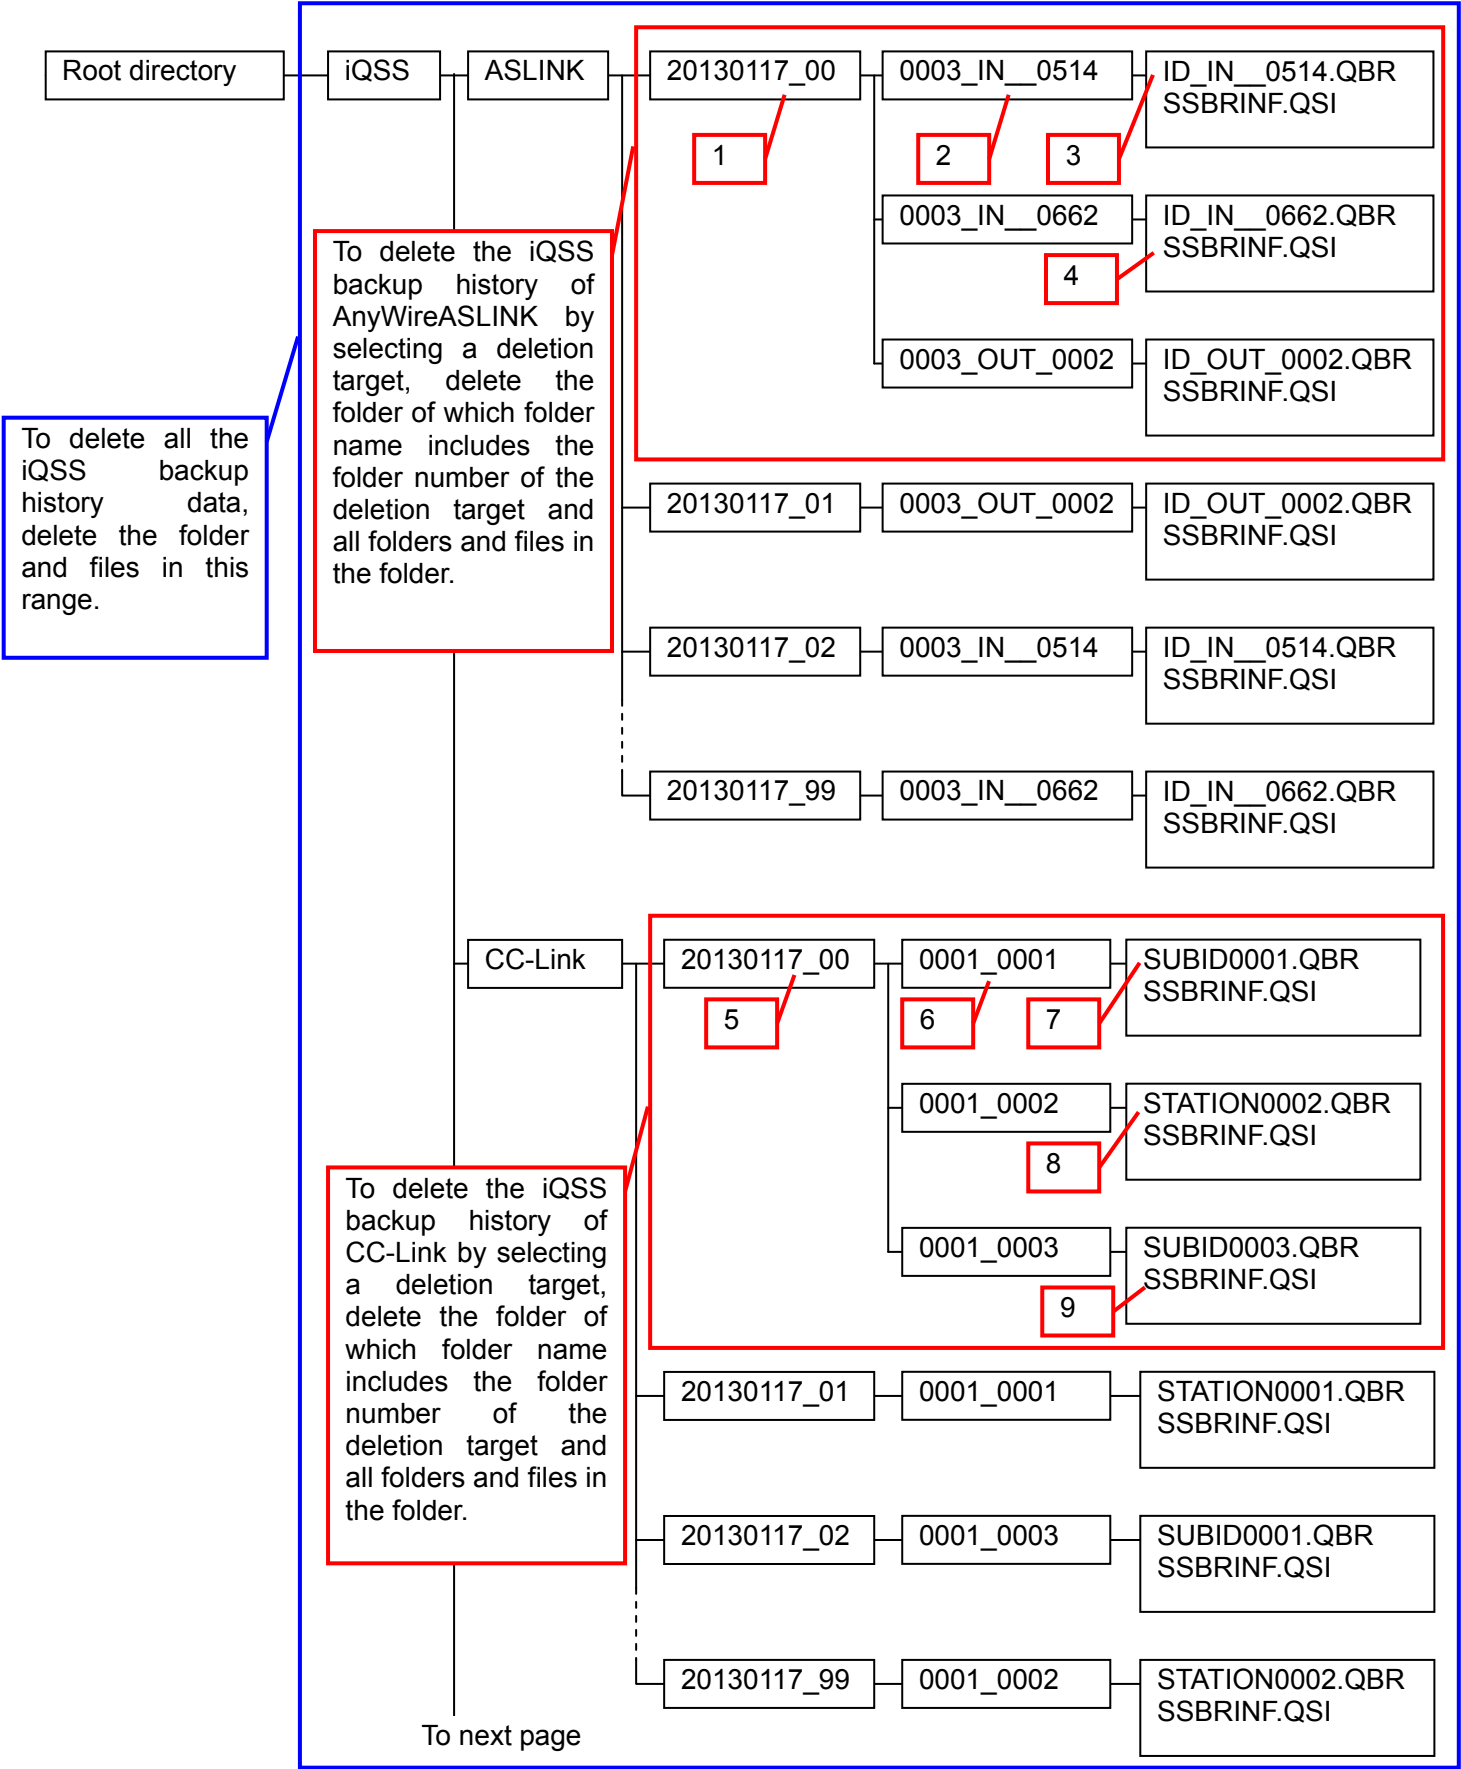 Root directory
iQSS
ASLINK
20130117_00
0003_IN__0514
ID_IN__0514.QBR
SSBRINF.QSI
1
2
3
0003_IN__0662
ID_IN__0662.QBR
SSBRINF.QSI
4
0003_OUT_0002
ID_OUT_0002.QBR
SSBRINF.QSI
To delete the iQSS
backup history of
AnyWireASLINK by
selecting a deletion
target, delete the
folder of which folder
name includes the
folder number of the
deletion target and
all folders and files in
the folder.
To delete all the
iQSS backup
history data,
delete the folder
and files in this
range.
20130117_01
0003_OUT_0002
ID_OUT_0002.QBR
SSBRINF.QSI
20130117_02
0003_IN__0514
ID_IN__0514.QBR
SSBRINF.QSI
20130117_99
0003_IN__0662
ID_IN__0662.QBR
SSBRINF.QSI
CC-Link
20130117_00
0001_0001
SUBID0001.QBR
SSBRINF.QSI
5
6
7
0001_0002
STATION0002.QBR
SSBRINF.QSI
8
0001_0003
SUBID0003.QBR
SSBRINF.QSI
9
To delete the iQSS
backup history of
CC-Link by selecting
a deletion target,
delete the folder of
which folder name
includes the folder
number of the
deletion target and
all folders and files in
the folder.
20130117_01
0001_0001
STATION0001.QBR
SSBRINF.QSI
20130117_02
0001_0003
SUBID0001.QBR
SSBRINF.QSI
20130117_99
0001_0002
STATION0002.QBR
SSBRINF.QSI
To next page